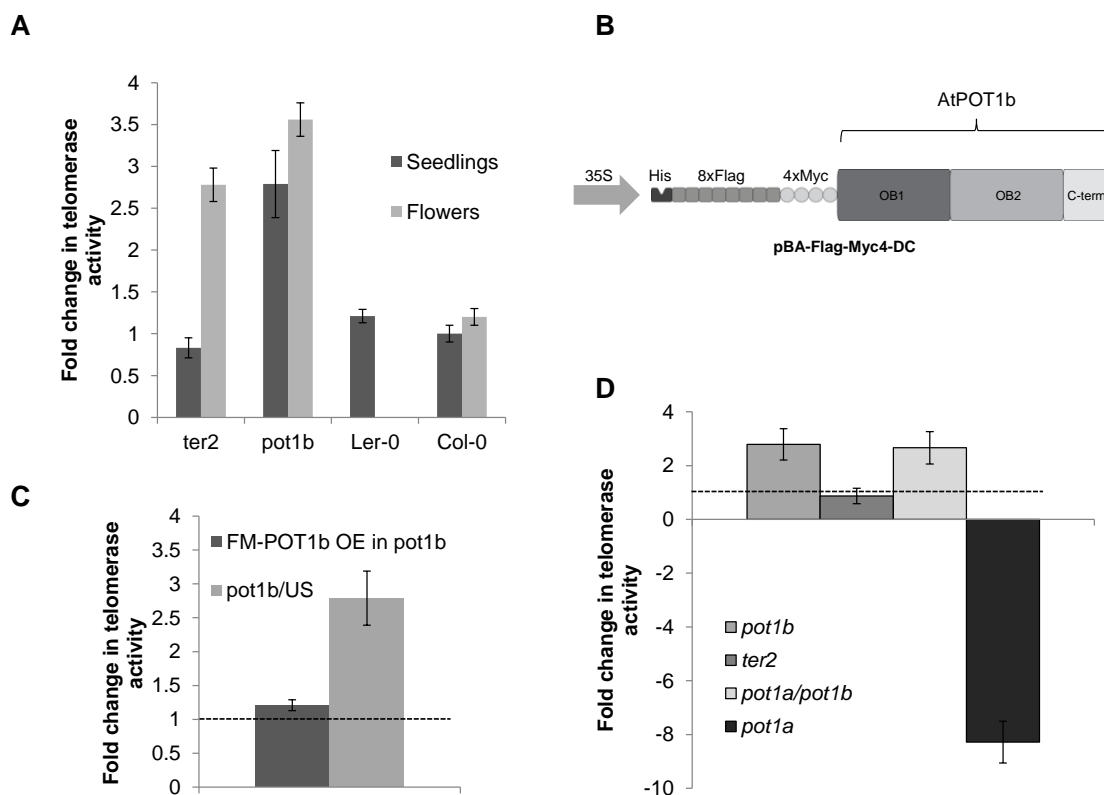 A
Fold change in telomerase
activity
4
3.5
3
2.5
2
1.5
1
0.5
0
Seedlings
Flowers
ter2
pot1b
Ler-0
Col-0
B
AtPOT1b
35S
His
8xFlag
4xMyc
OB1
OB2
C-term
pBA-Flag-Myc4-DC
C
Fold change in telomerase
activity
4
3.5
3
2.5
2
1.5
1
0.5
0
FM-POT1b OE in pot1b
pot1b/US
D
Fold change in telomerase
activity
4
2
0
-2
-4
-6
-8
-10
pot1b
ter2
pot1a/pot1b
pot1a